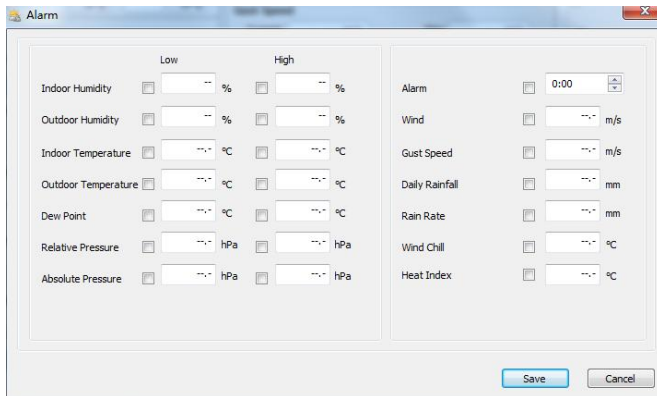 Alarm
Low High
Indoor Humidity -- % -- %
Outdoor Humidity -- % -- %
Indoor Temperature --.- ºC --.- ºC
Outdoor Temperature --.- ºC --.- ºC
Dew Point --.- ºC --.- ºC
Relative Pressure --.- hPa --.- hPa
Absolute Pressure --.- hPa --.- hPa
Alarm 0:00
Wind --.- m/s
Gust Speed --.- m/s
Daily Rainfall --.- mm
Rain Rate --.- mm
Wind Chill --.- ºC
Heat Index --.- ºC
Save Cancel